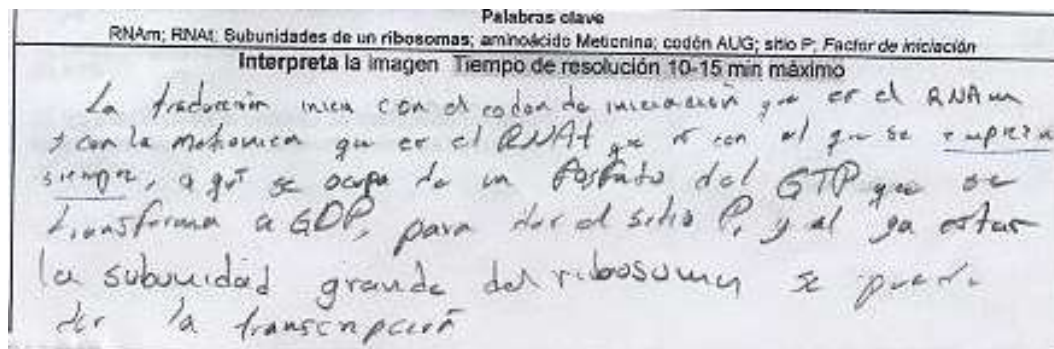 Palabras clave
RNAm; RNAt; Subunidades de un ribosomas; aminoácido Metionina; codón AUG; sitio P; Factor de iniciación
Interpreta la imagen Tiempo de resolución 10-15 min máximo
La traducción inicia con el codon de iniciación que es el RNAm
y con la metionica que es el RNAt que es con el que se empieza
siempre, aquí se ocupa de un fosfato del GTP que se
transforma a GDP, para dar el sitio P, y al ya estar
la subunidad grande del ribosoma se puede
dar la transcripción